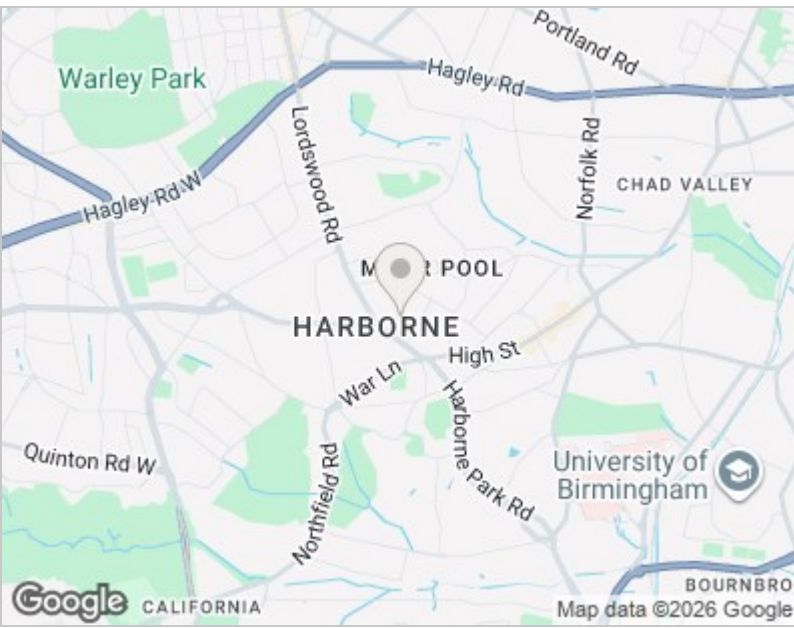 Portland Rd
Warley Park
Hagley Rd
Lordswood Rd
Norfolk Rd
CHAD VALLEY
Hagley Rd W
M R POOL
HARBORNE
High St
War Ln
Harborne Park Rd
Quinton Rd W
Northfield Rd
University of
Birmingham
BOURNBRO
Google
CALIFORNIA
Map data ©2026 Google